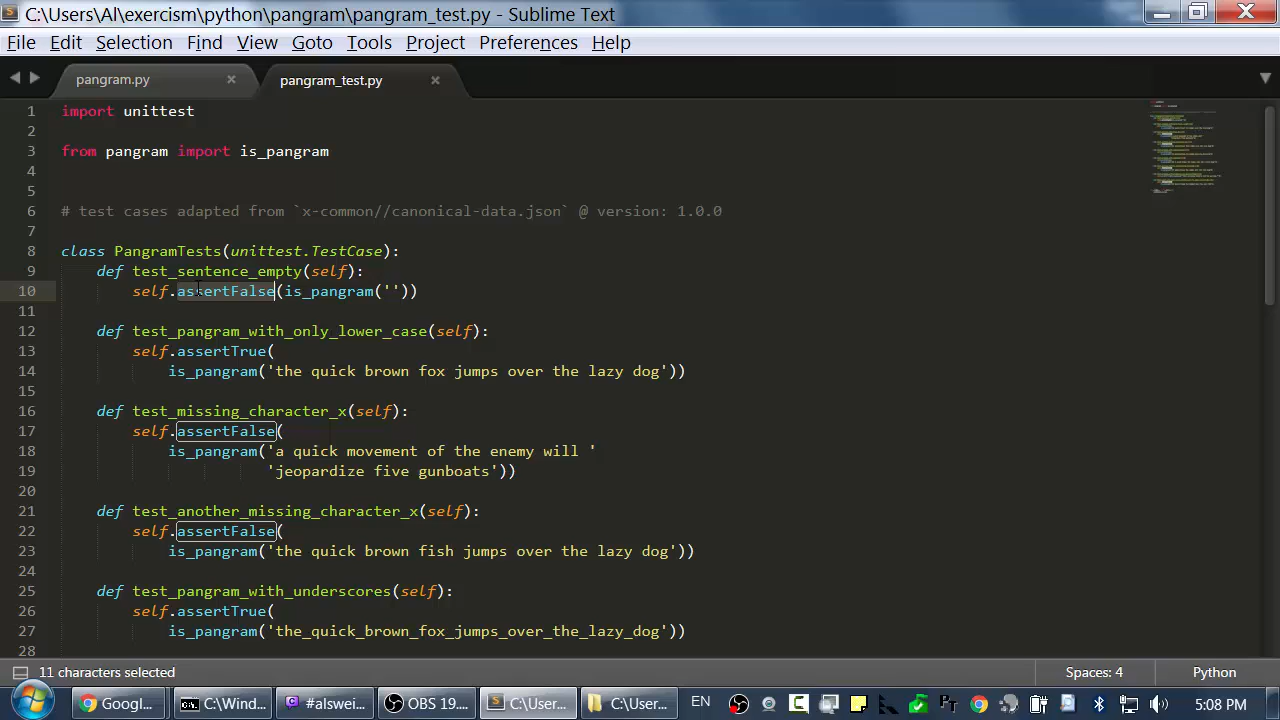 C:\Users\Al\exercism\python\pangram\pangram_test.py - Sublime Text
File Edit Selection Find View Goto Tools Project Preferences Help
pangram.py × pangram_test.py ×
1 import unittest
2
3 from pangram import is_pangram
4
5
6 # test cases adapted from `x-common//canonical-data.json` @ version: 1.0.0
7
8 class PangramTests(unittest.TestCase):
9 def test_sentence_empty(self):
10 self.assertFalse(is_pangram(''))
11
12 def test_pangram_with_only_lower_case(self):
13 self.assertTrue(
14 is_pangram('the quick brown fox jumps over the lazy dog'))
15
16 def test_missing_character_x(self):
17 self.assertFalse(
18 is_pangram('a quick movement of the enemy will '
19 'jeopardize five gunboats'))
20
21 def test_another_missing_character_x(self):
22 self.assertFalse(
23 is_pangram('the quick brown fish jumps over the lazy dog'))
24
25 def test_pangram_with_underscores(self):
26 self.assertTrue(
27 is_pangram('the_quick_brown_fox_jumps_over_the_lazy_dog'))
28
11 characters selected Spaces: 4 Python
Googl... C:\Wind... #alswei... OBS 19.... C:\User... C:\User... EN 5:08 PM